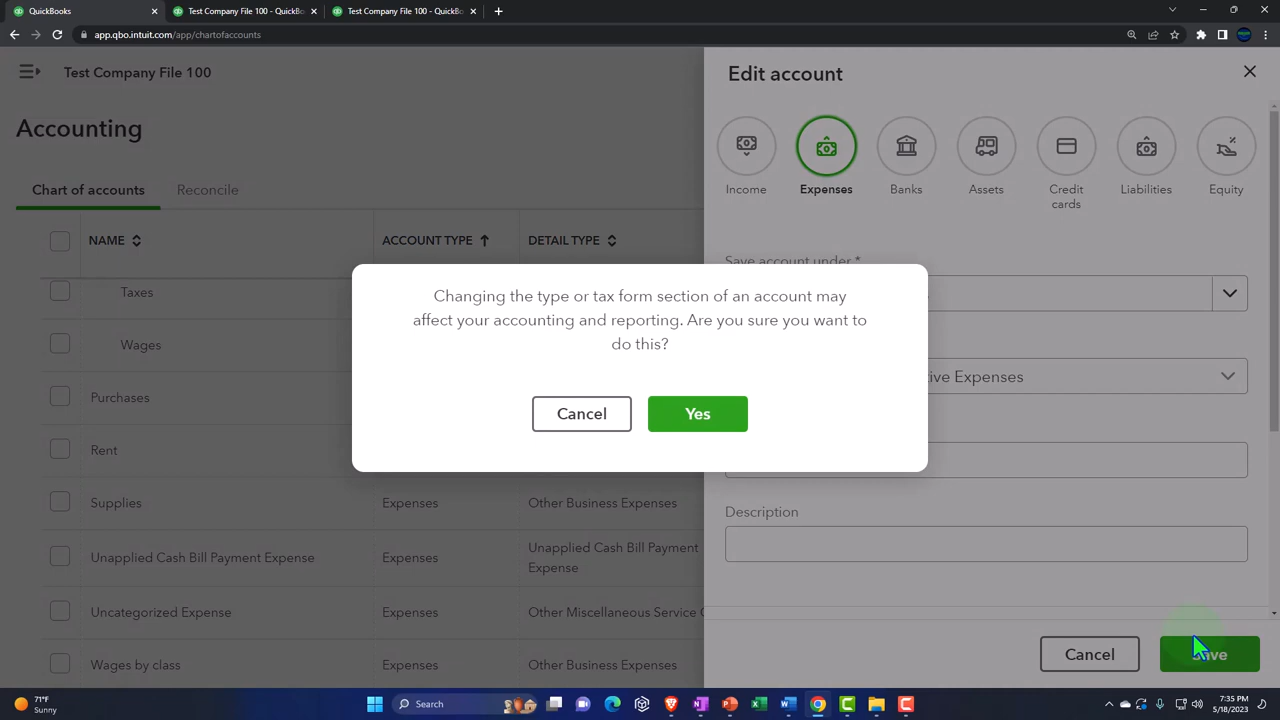 QuickBooks
Test Company File 100 - QuickBo
Test Company File 100 - QuickBo
app.qbo.intuit.com/app/chartofaccounts
Test Company File 100
Accounting
Chart of accounts
Reconcile
NAME
ACCOUNT TYPE
DETAIL TYPE
Taxes
Wages
Purchases
Rent
Supplies
Expenses
Other Business Expenses
Unapplied Cash Bill Payment Expense
Expenses
Unapplied Cash Bill Payment
Expense
Uncategorized Expense
Expenses
Other Miscellaneous Service C
Wages by class
Expenses
Other Business Expenses
Edit account
Income
Expenses
Banks
Assets
Credit
cards
Liabilities
Equity
Save account under *
tive Expenses
Description
Cancel
Save
Changing the type or tax form section of an account may
affect your accounting and reporting. Are you sure you want to
do this?
Cancel
Yes
71°F
Sunny
Search
7:35 PM
5/18/2023